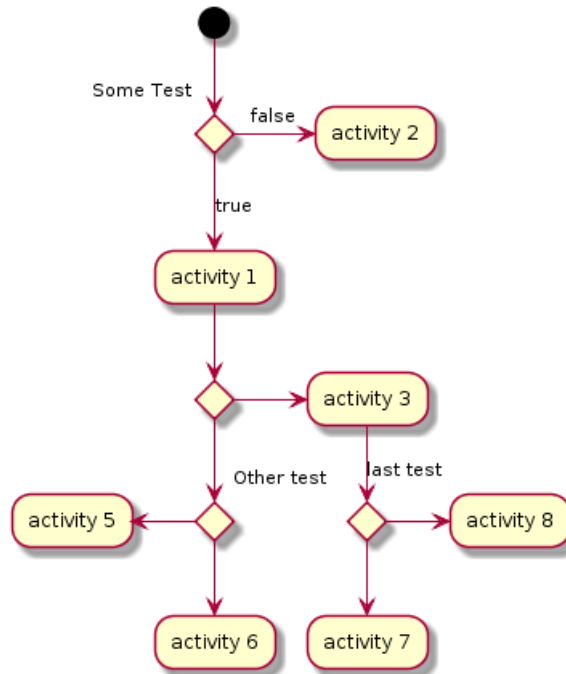 Some Test
false
activity 2
true
activity 1
activity 3
Other test
last test
activity 5
activity 8
activity 6
activity 7